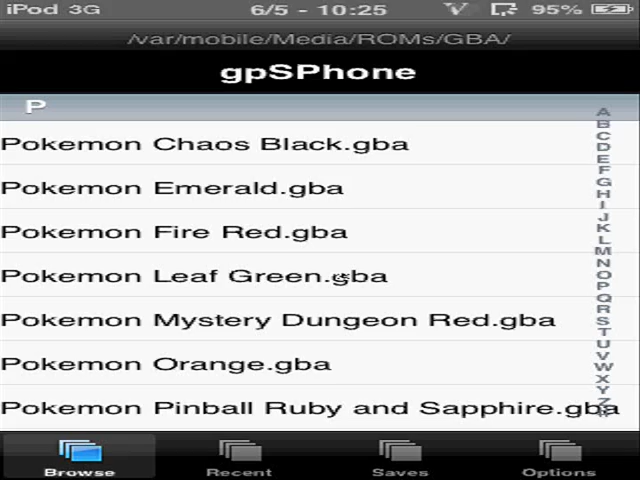 iPod 3G 6/5 - 10:25 95%
/var/mobile/Media/ROMs/GBA/
gpSPhone
P
Pokemon Chaos Black.gba
Pokemon Emerald.gba
Pokemon Fire Red.gba
Pokemon Leaf Green.gba
Pokemon Mystery Dungeon Red.gba
Pokemon Orange.gba
Pokemon Pinball Ruby and Sapphire.gba
A
B
C
D
E
F
G
H
I
J
K
L
M
N
O
P
Q
R
S
T
U
V
W
X
Y
Z
#
Browse Recent Saves Options